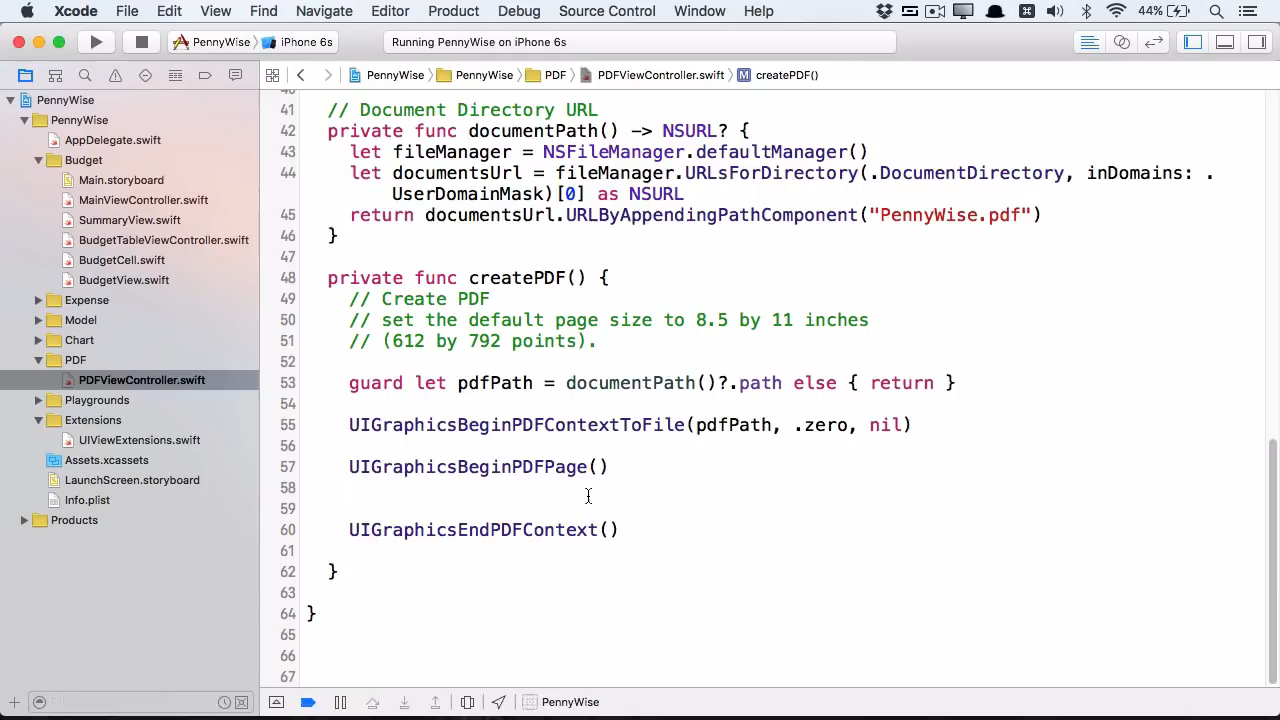 Xcode File Edit View Find Navigate Editor Product Debug Source Control Window Help 44%
PennyWise iPhone 6s Running PennyWise on iPhone 6s
PennyWise PennyWise PDF PDFViewController.swift M createPDF()
PennyWise
PennyWise
AppDelegate.swift
Budget
Main.storyboard
MainViewController.swift
SummaryView.swift
BudgetTableViewController.swift
BudgetCell.swift
BudgetView.swift
Expense
Model
Chart
PDF
PDFViewController.swift
Playgrounds
Extensions
UIViewExtensions.swift
Assets.xcassets
LaunchScreen.storyboard
Info.plist
Products
40
41 // Document Directory URL
42 private func documentPath() -> NSURL? {
43 let fileManager = NSFileManager.defaultManager()
44 let documentsUrl = fileManager.URLsForDirectory(.DocumentDirectory, inDomains: .
UserDomainMask)[0] as NSURL
45 return documentsUrl.URLByAppendingPathComponent("PennyWise.pdf")
46 }
47
48 private func createPDF() {
49 // Create PDF
50 // set the default page size to 8.5 by 11 inches
51 // (612 by 792 points).
52
53 guard let pdfPath = documentPath()?.path else { return }
54
55 UIGraphicsBeginPDFContextToFile(pdfPath, .zero, nil)
56
57 UIGraphicsBeginPDFPage()
58
59
60 UIGraphicsEndPDFContext()
61
62 }
63
64 }
65
66
67
PennyWise